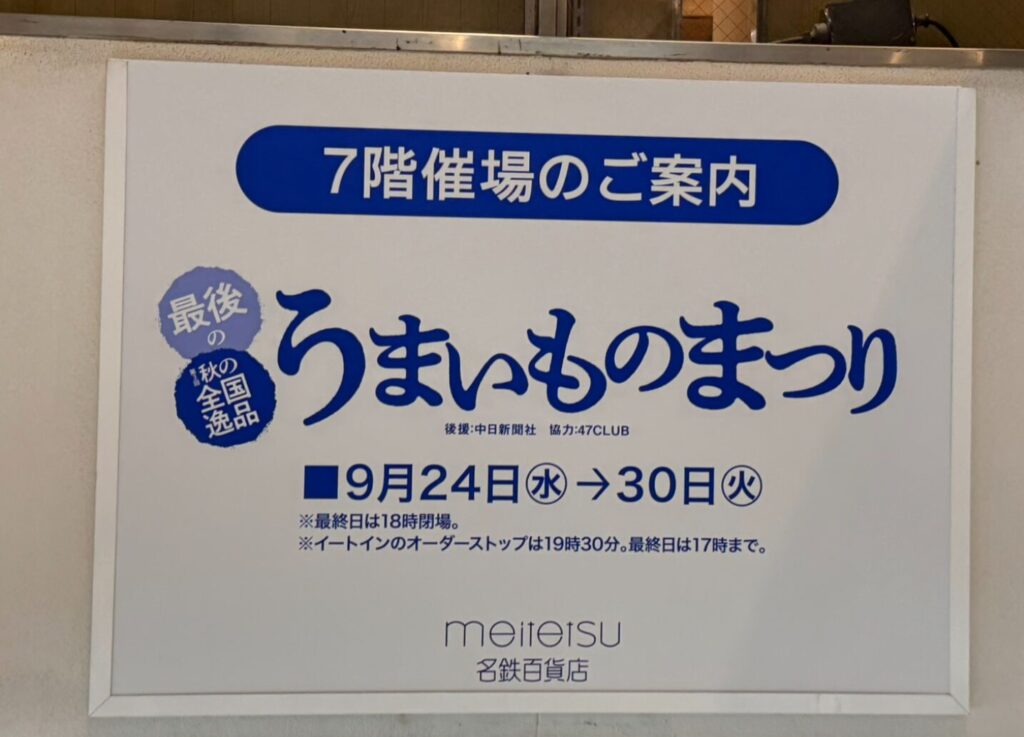 7階催場のご案内
最後
の
秋の
全国
逸品
うまいものまつり
後援:中日新聞社 協力:47CLUB
■9月24日㊌→30日㊋
※最終日は18時閉場。
※イートインのオーダーストップは19時30分。最終日は17時まで。
meitetsu
名鉄百貨店